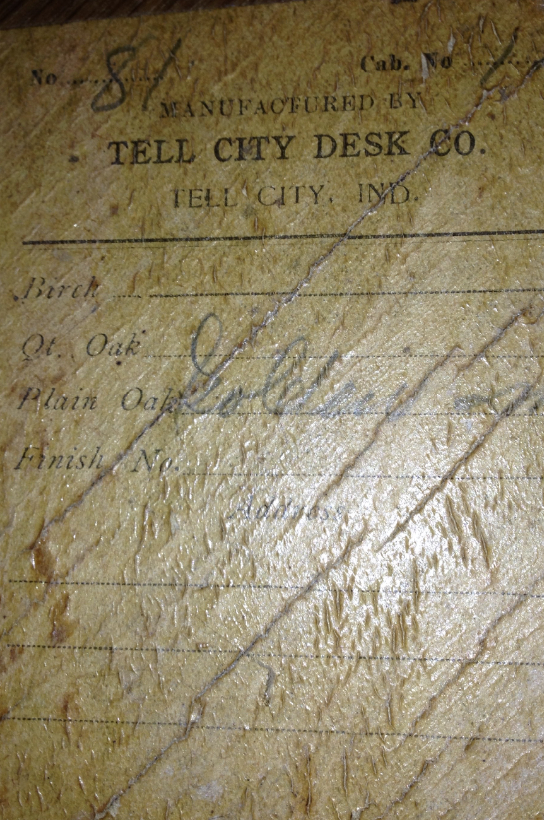 No. 81 Cab. No
MANUFACTURED BY
TELL CITY DESK CO.
TELL CITY, IND.
Birch
Qt. Oak
Plain Oak Golden
Finish No.
Address